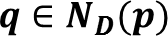 𝒒 ∈ 𝑵_𝑫(𝒑)